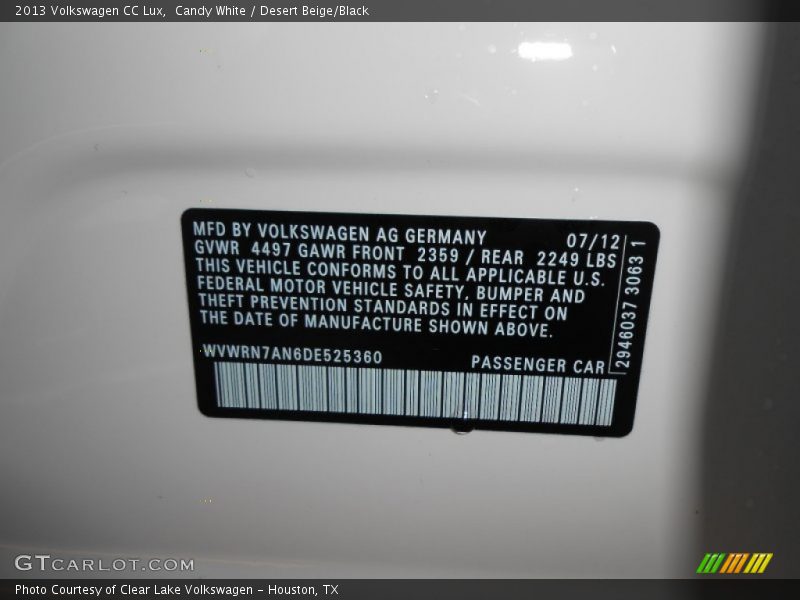 2013 Volkswagen CC Lux,  Candy White / Desert Beige/Black
MFD BY VOLKSWAGEN AG GERMANY 07/12
GVWR 4497 GAWR FRONT 2359 / REAR 2249 LBS
THIS VEHICLE CONFORMS TO ALL APPLICABLE U.S.
FEDERAL MOTOR VEHICLE SAFETY, BUMPER AND
THEFT PREVENTION STANDARDS IN EFFECT ON
THE DATE OF MANUFACTURE SHOWN ABOVE.
WVWRN7AN6DE525360 PASSENGER CAR
2946037 3063 1
GTCARLOT.COM
Photo Courtesy of Clear Lake Volkswagen - Houston, TX